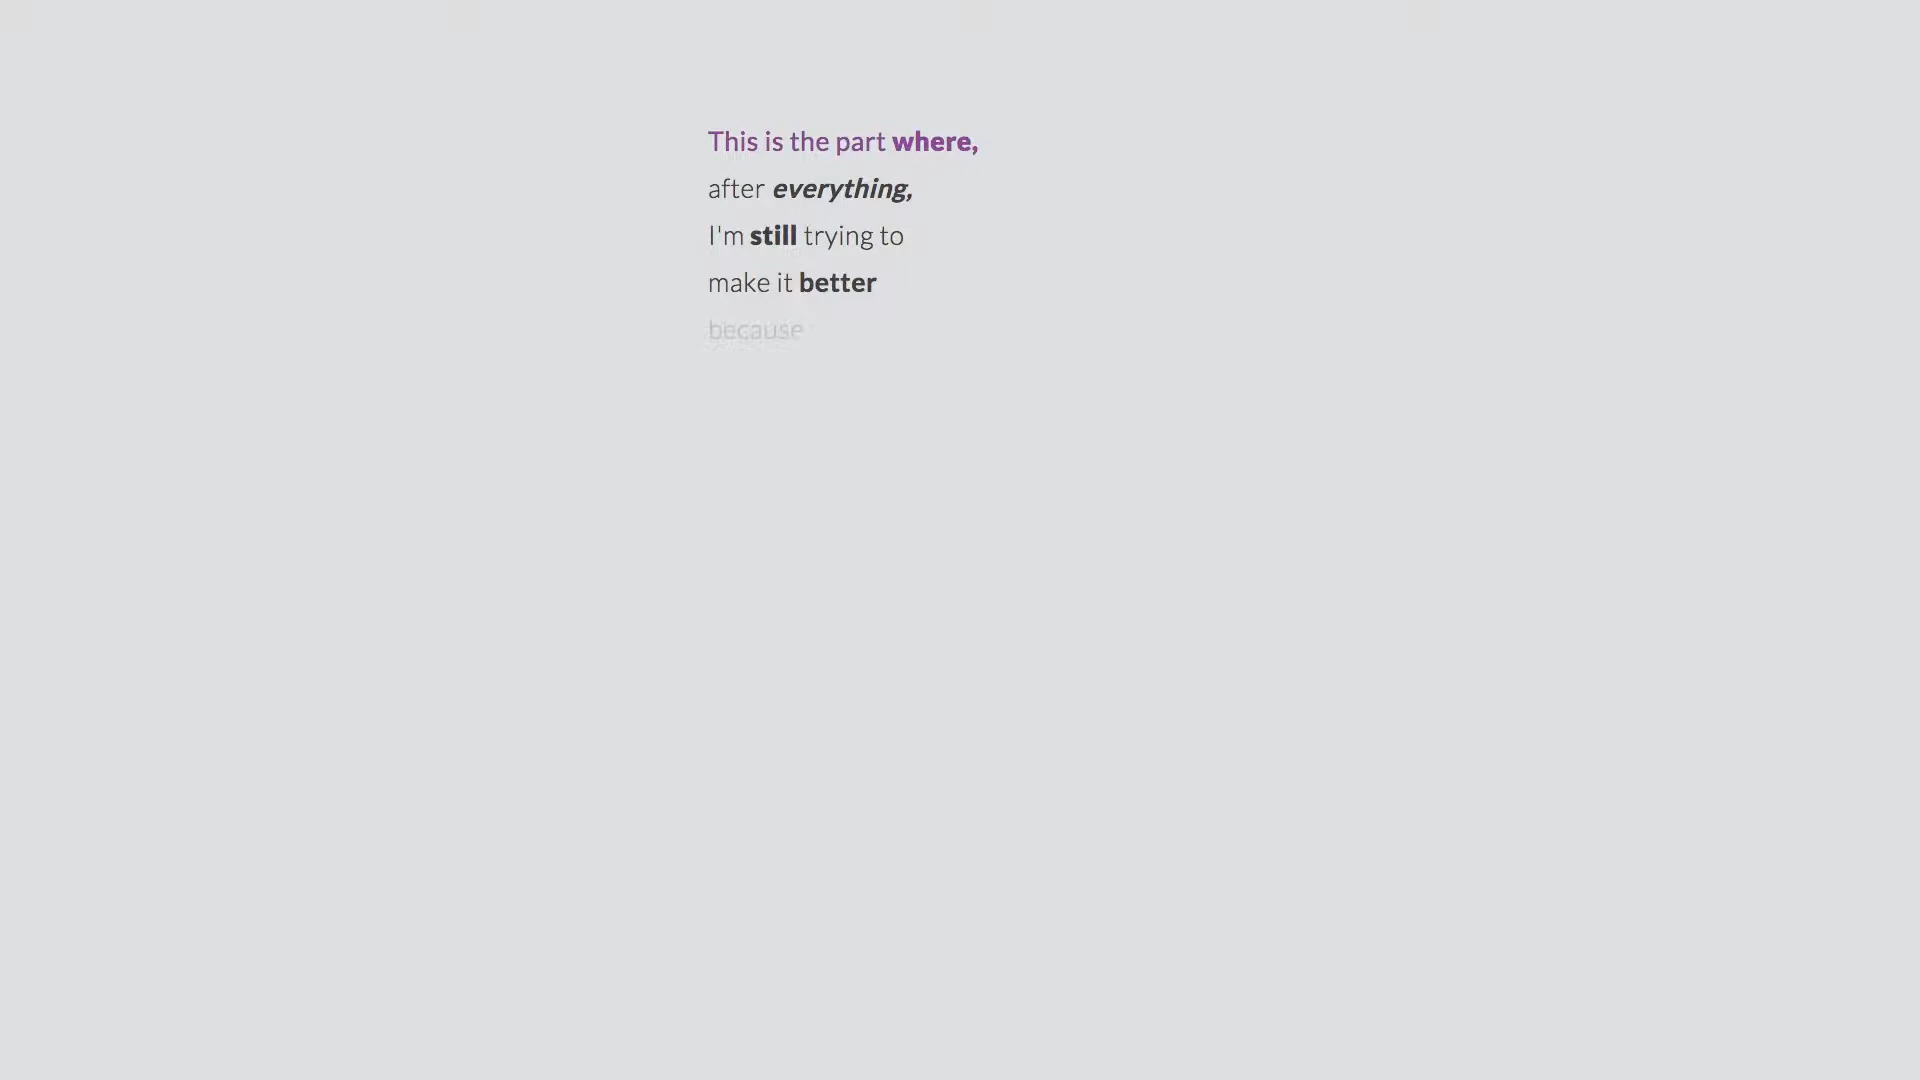 This is the part where,
after everything,
I'm still trying to
make it better
because